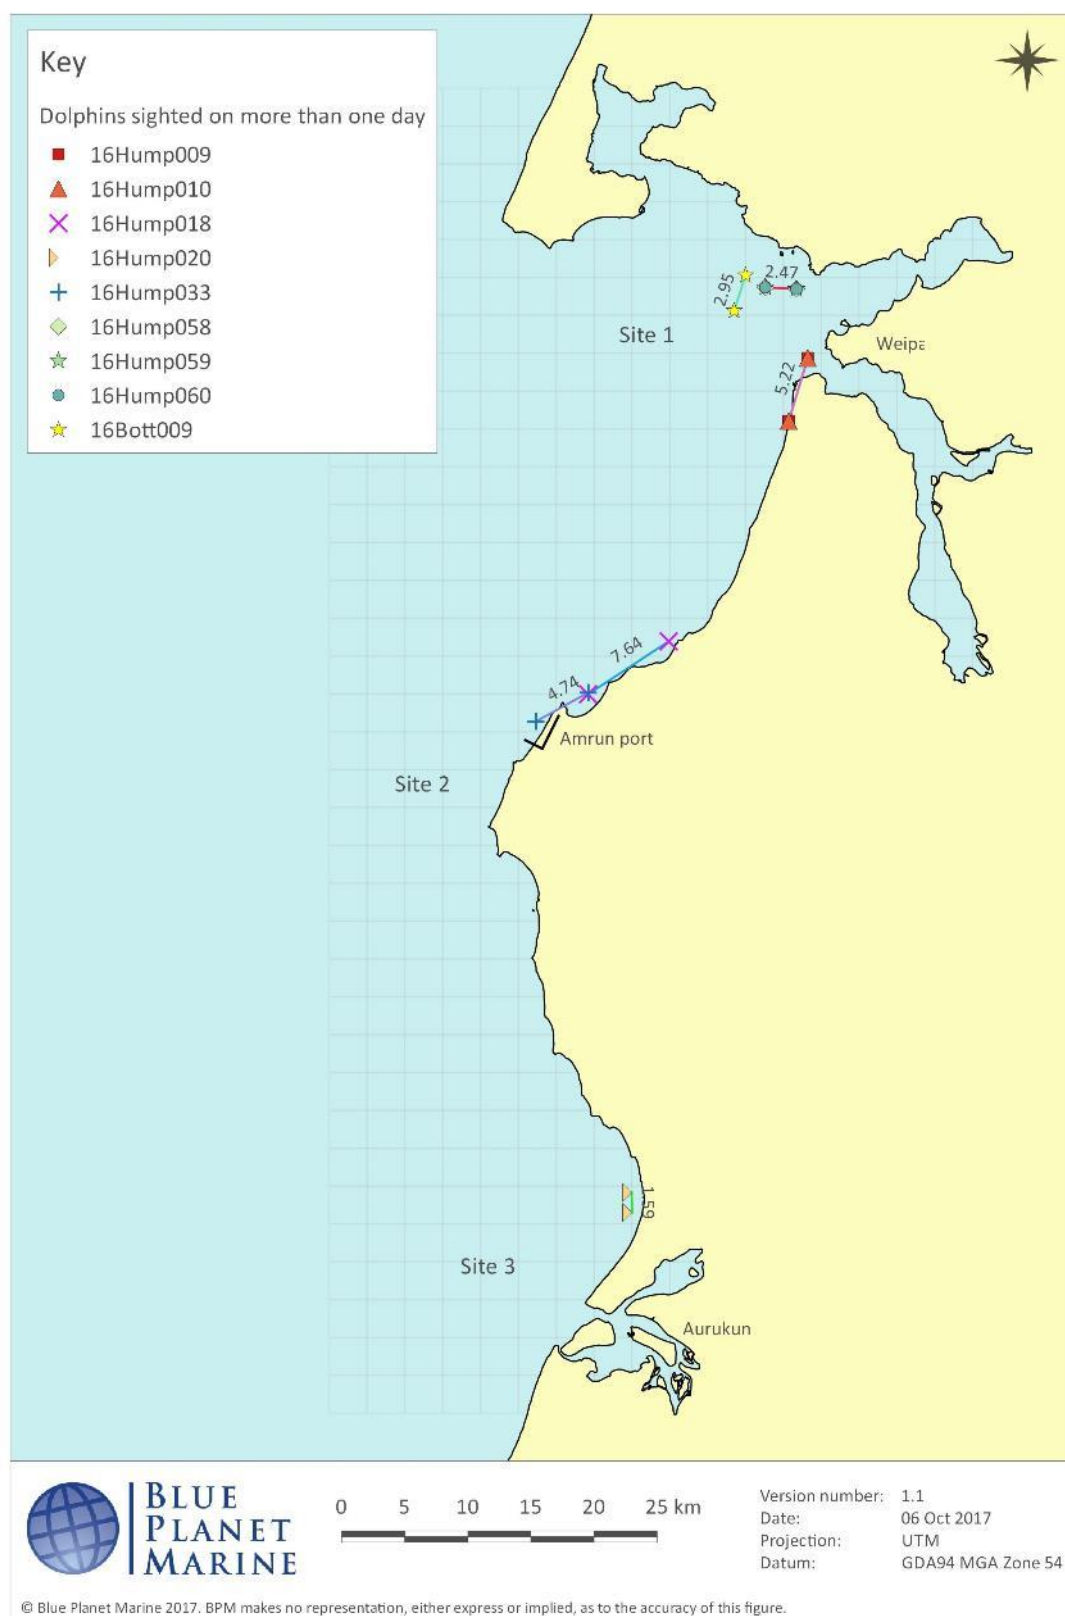 Key
Dolphins sighted on more than one day
16Hump009
16Hump010
16Hump018
16Hump020
16Hump033
16Hump058
16Hump059
16Hump060
16Bott009
2.47
2.95
Site 1
Weipa
5.22
7.64
4.74
Amrun port
Site 2
1.59
Site 3
Aurukun
BLUE
PLANET
MARINE
0 5 10 15 20 25 km
Version number: 1.1
Date: 06 Oct 2017
Projection: UTM
Datum: GDA94 MGA Zone 54
© Blue Planet Marine 2017. BPM makes no representation, either express or implied, as to the accuracy of this figure.